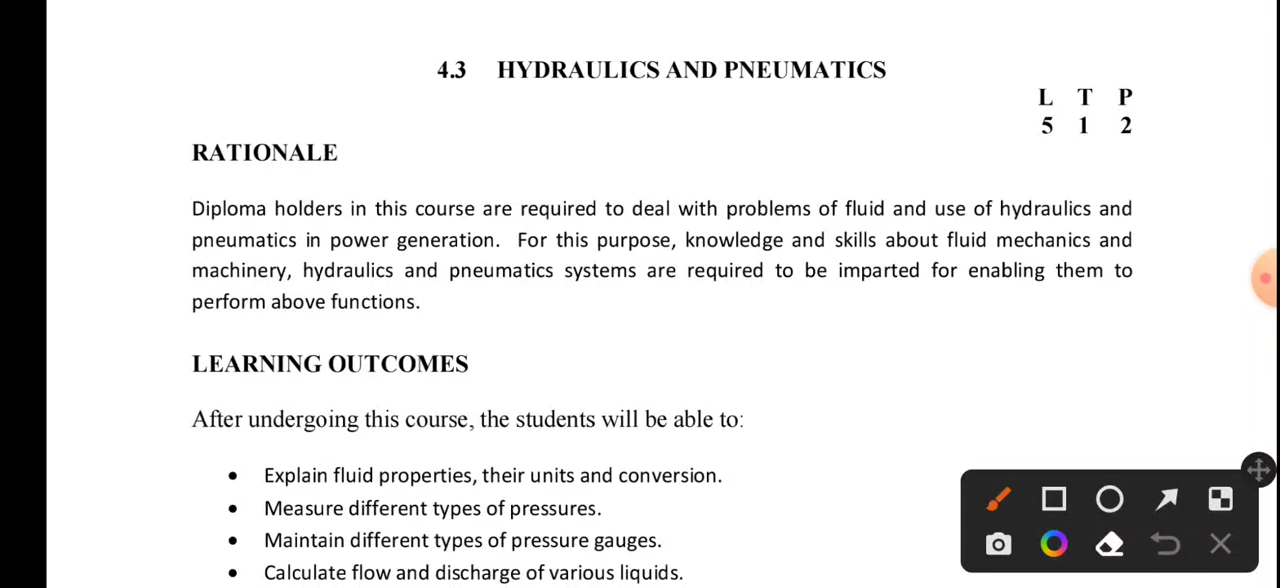 4.3 HYDRAULICS AND PNEUMATICS
L T P
5 1 2
RATIONALE
Diploma holders in this course are required to deal with problems of fluid and use of hydraulics and
pneumatics in power generation. For this purpose, knowledge and skills about fluid mechanics and
machinery, hydraulics and pneumatics systems are required to be imparted for enabling them to
perform above functions.
LEARNING OUTCOMES
After undergoing this course, the students will be able to:
• Explain fluid properties, their units and conversion.
• Measure different types of pressures.
• Maintain different types of pressure gauges.
• Calculate flow and discharge of various liquids.